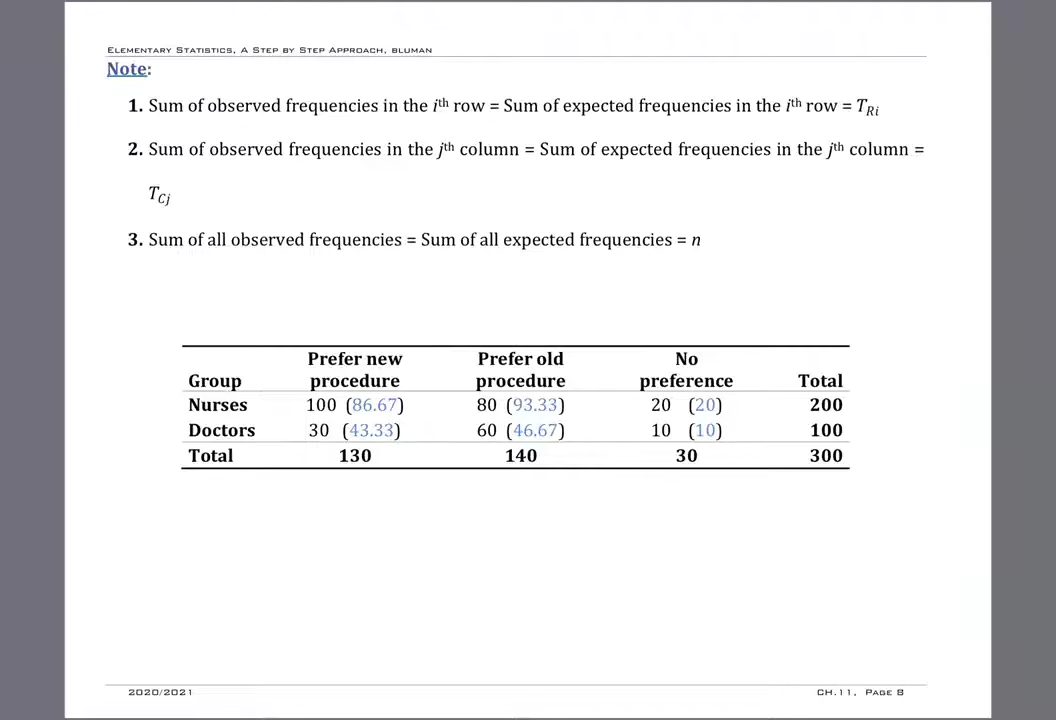 ELEMENTARY STATISTICS, A STEP BY STEP APPROACH, BLUMAN
Note:
1. Sum of observed frequencies in the iᵗʰ row = Sum of expected frequencies in the iᵗʰ row = T_Ri
2. Sum of observed frequencies in the jᵗʰ column = Sum of expected frequencies in the jᵗʰ column =
T_Cj
3. Sum of all observed frequencies = Sum of all expected frequencies = n
Prefer new Prefer old No
Group procedure procedure preference Total
Nurses 100 (86.67) 80 (93.33) 20 (20) 200
Doctors 30 (43.33) 60 (46.67) 10 (10) 100
Total 130 140 30 300
2020/2021 CH.11, PAGE 8